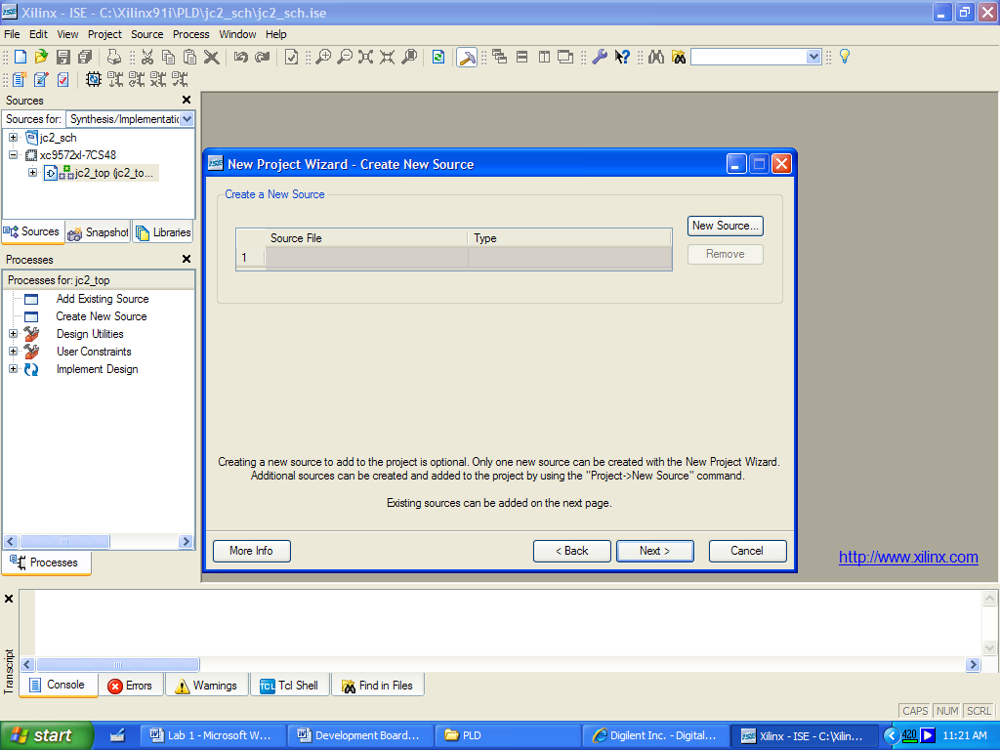 Xilinx - ISE - C:\Xilinx91i\PLD\jc2_sch\jc2_sch.ise
File Edit View Project Source Process Window Help
Sources
Sources for: Synthesis/Implementatic
jc2_sch
xc9572xl-7CS48
jc2_top (jc2_to...
Sources Snapshot Libraries
Processes
Processes for: jc2_top
Add Existing Source
Create New Source
Design Utilities
User Constraints
Implement Design
Processes
New Project Wizard - Create New Source
Create a New Source
Source File Type
1
New Source...
Remove
Creating a new source to add to the project is optional. Only one new source can be created with the New Project Wizard.
Additional sources can be created and added to the project by using the "Project->New Source" command.
Existing sources can be added on the next page.
More Info < Back Next > Cancel
http://www.xilinx.com
Transcript
Console Errors Warnings TCL Tcl Shell Find in Files
CAPS NUM SCRL
start Lab 1 - Microsoft W... Development Board... PLD Digilent Inc. - Digital... Xilinx - ISE - C:\Xilin... 420 11:21 AM